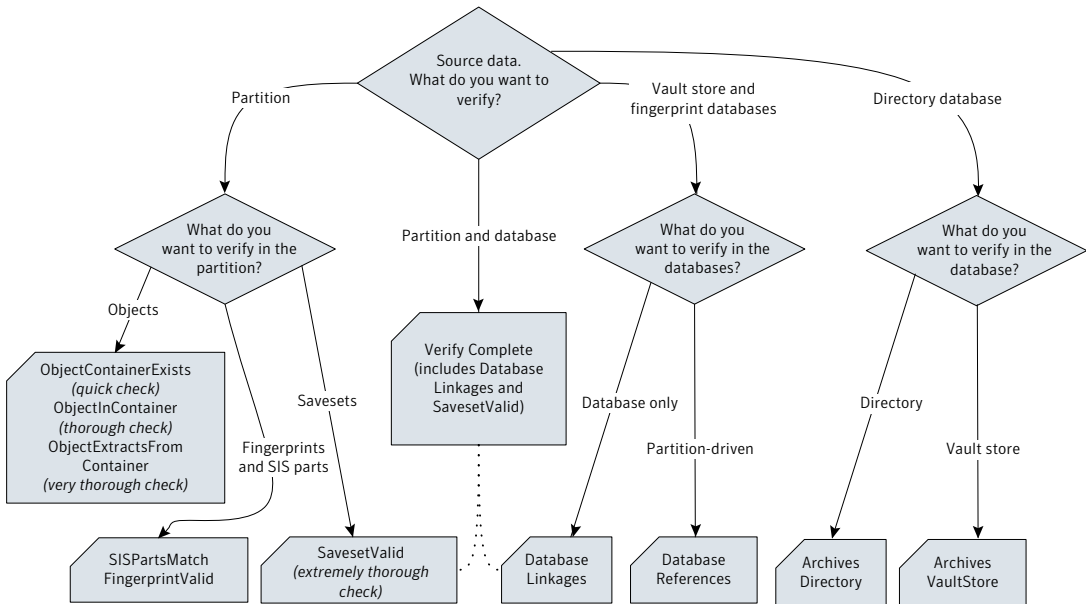 Source data.
What do you want to
verify?
Partition
Vault store and
fingerprint databases
Directory database
What do you
want to verify in the
partition?
Partition and database
What do you
want to verify in the
databases?
What do you
want to verify in the
database?
Objects
ObjectContainerExists
(quick check)
ObjectInContainer
(thorough check)
ObjectExtractsFrom
Container
(very thorough check)
Verify Complete
(includes Database
Linkages and
SavesetValid)
Savesets
Database only
Directory
Fingerprints
and SIS parts
Partition-driven
Vault store
SISPartsMatch
FingerprintValid
SavesetValid
(extremely thorough
check)
Database
Linkages
Database
References
Archives
Directory
Archives
VaultStore